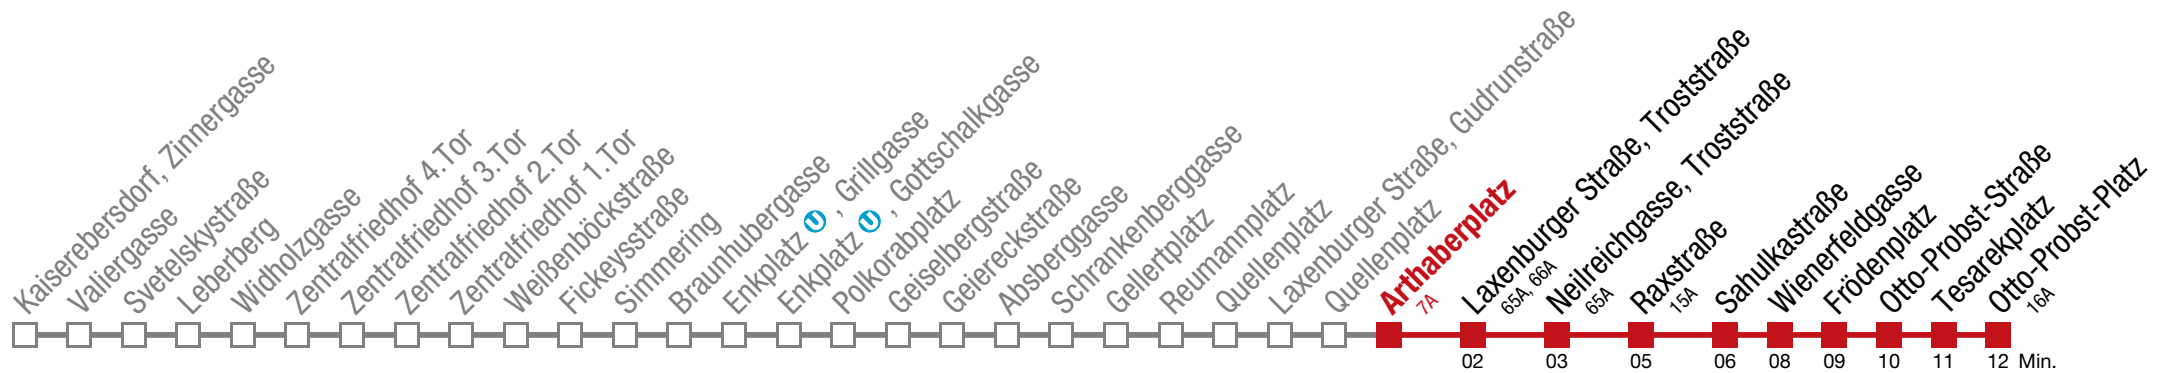 Kaiserebersdorf, Zinnergasse
Valiergasse
Svetelskystraße
Leberberg
Widholzgasse
Zentralfriedhof 4.Tor
Zentralfriedhof 3.Tor
Zentralfriedhof 2.Tor
Zentralfriedhof 1.Tor
Weißenböckstraße
Fickeysstraße
Simmering
Braunhubergasse
Enkplatz U, Grillgasse
Enkplatz U, Gottschalkgasse
Polkorabplatz
Geiselbergstraße
Geiereckstraße
Absberggasse
Schrankenberggasse
Gellertplatz
Reumannplatz
Quellenplatz
Laxenburger Straße, Gudrunstraße
Quellenplatz
Arthaberplatz
7A
Laxenburger Straße, Troststraße
65A, 66A
Neilreichgasse, Troststraße
65A
Raxstraße
15A
Sahulkastraße
Wienerfeldgasse
Frödenplatz
Otto-Probst-Straße
Tesarekplatz
Otto-Probst-Platz
16A
02 03 05 06 08 09 10 11 12 Min.